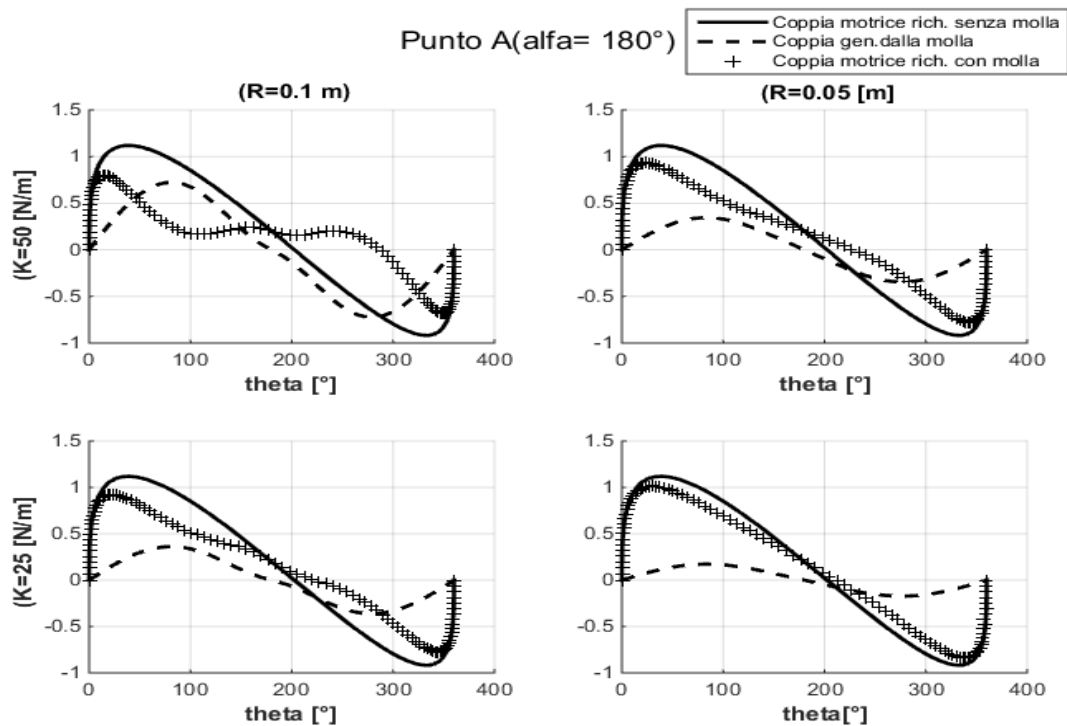 Punto A(alfa= 180°)
Coppia motrice rich. senza molla
Coppia gen.dalla molla
Coppia motrice rich. con molla
(R=0.1 m)
(R=0.05 [m]
(K=50 [N/m]
1.5
1
0.5
0
-0.5
-1
0 100 200 300 400
theta [°]
1.5
1
0.5
0
-0.5
-1
0 100 200 300 400
theta [°]
(K=25 [N/m]
1.5
1
0.5
0
-0.5
-1
0 100 200 300 400
theta [°]
1.5
1
0.5
0
-0.5
-1
0 100 200 300 400
theta[°]